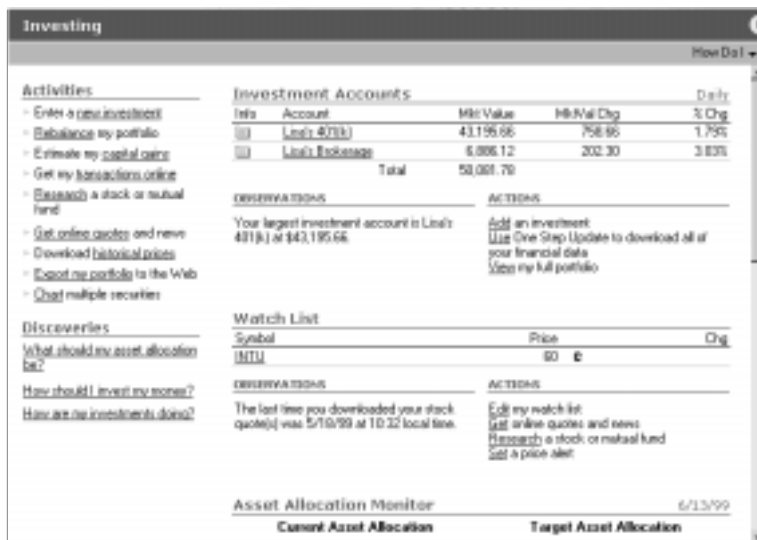 Investing
How Do I
Activities
Enter a new investment
Rebalance my portfolio
Estimate my capital gains
Get my transactions online
Research a stock or mutual
fund
Get online quotes and news
Download historical prices
Export my portfolio to the Web
Chart multiple securities
Discoveries
What should my asset allocation
be?
How should I invest my money?
How are my investments doing?
Investment Accounts Daily
Info Account Mkt Value MktVal Chg % Chg
Lisa's 401(k) 43,195.66 758.66 1.79%
Lisa's Brokerage 6,886.12 202.30 3.03%
Total 50,081.78
OBSERVATIONS
Your largest investment account is Lisa's
401(k) at $43,195.66.
ACTIONS
Add an investment
Use One Step Update to download all of
your financial data
View my full portfolio
Watch List
Symbol Price Chg
INTU 60 e
OBSERVATIONS
The last time you downloaded your stock
quote(s) was 5/18/99 at 10:32 local time.
ACTIONS
Edit my watch list
Get online quotes and news
Research a stock or mutual fund
Set a price alert
Asset Allocation Monitor 6/13/99
Current Asset Allocation Target Asset Allocation